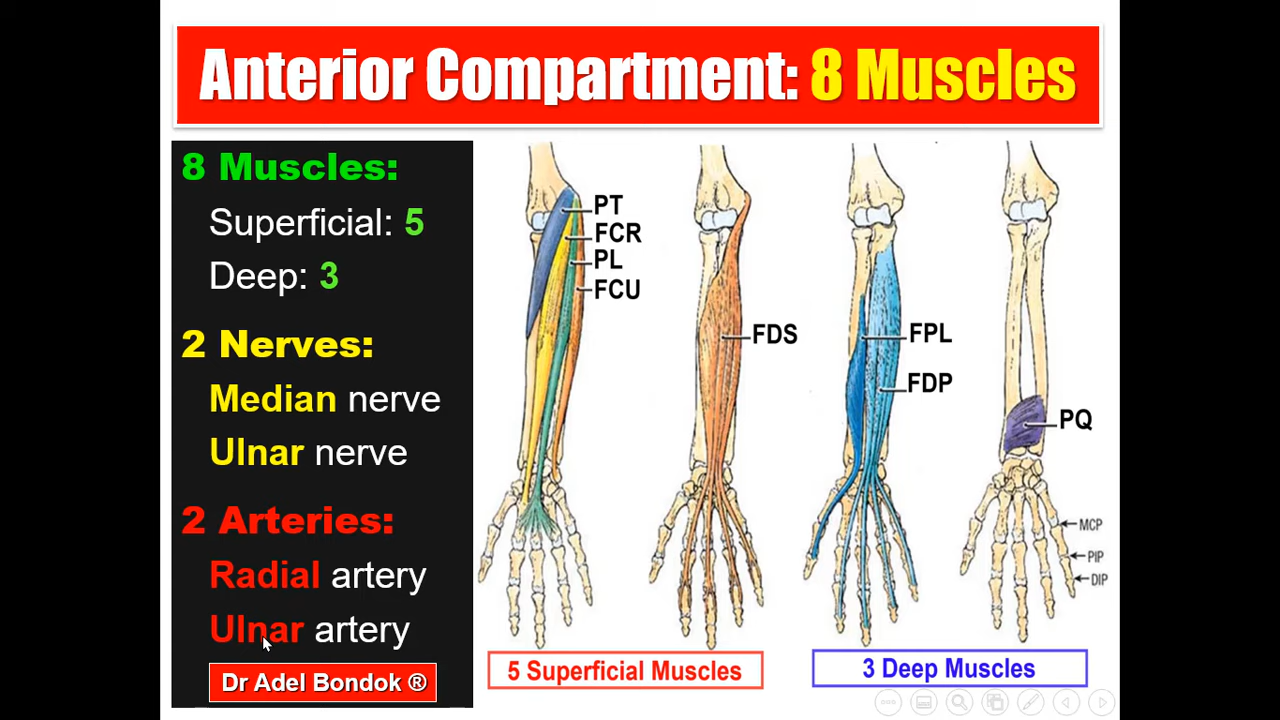 Anterior Compartment: 8 Muscles
8 Muscles:
Superficial: 5
Deep: 3
2 Nerves:
Median nerve
Ulnar nerve
2 Arteries:
Radial artery
Ulnar artery
Dr Adel Bondok ®
PT
FCR
PL
FCU
FDS
5 Superficial Muscles
FPL
FDP
PQ
MCP
PIP
DIP
3 Deep Muscles